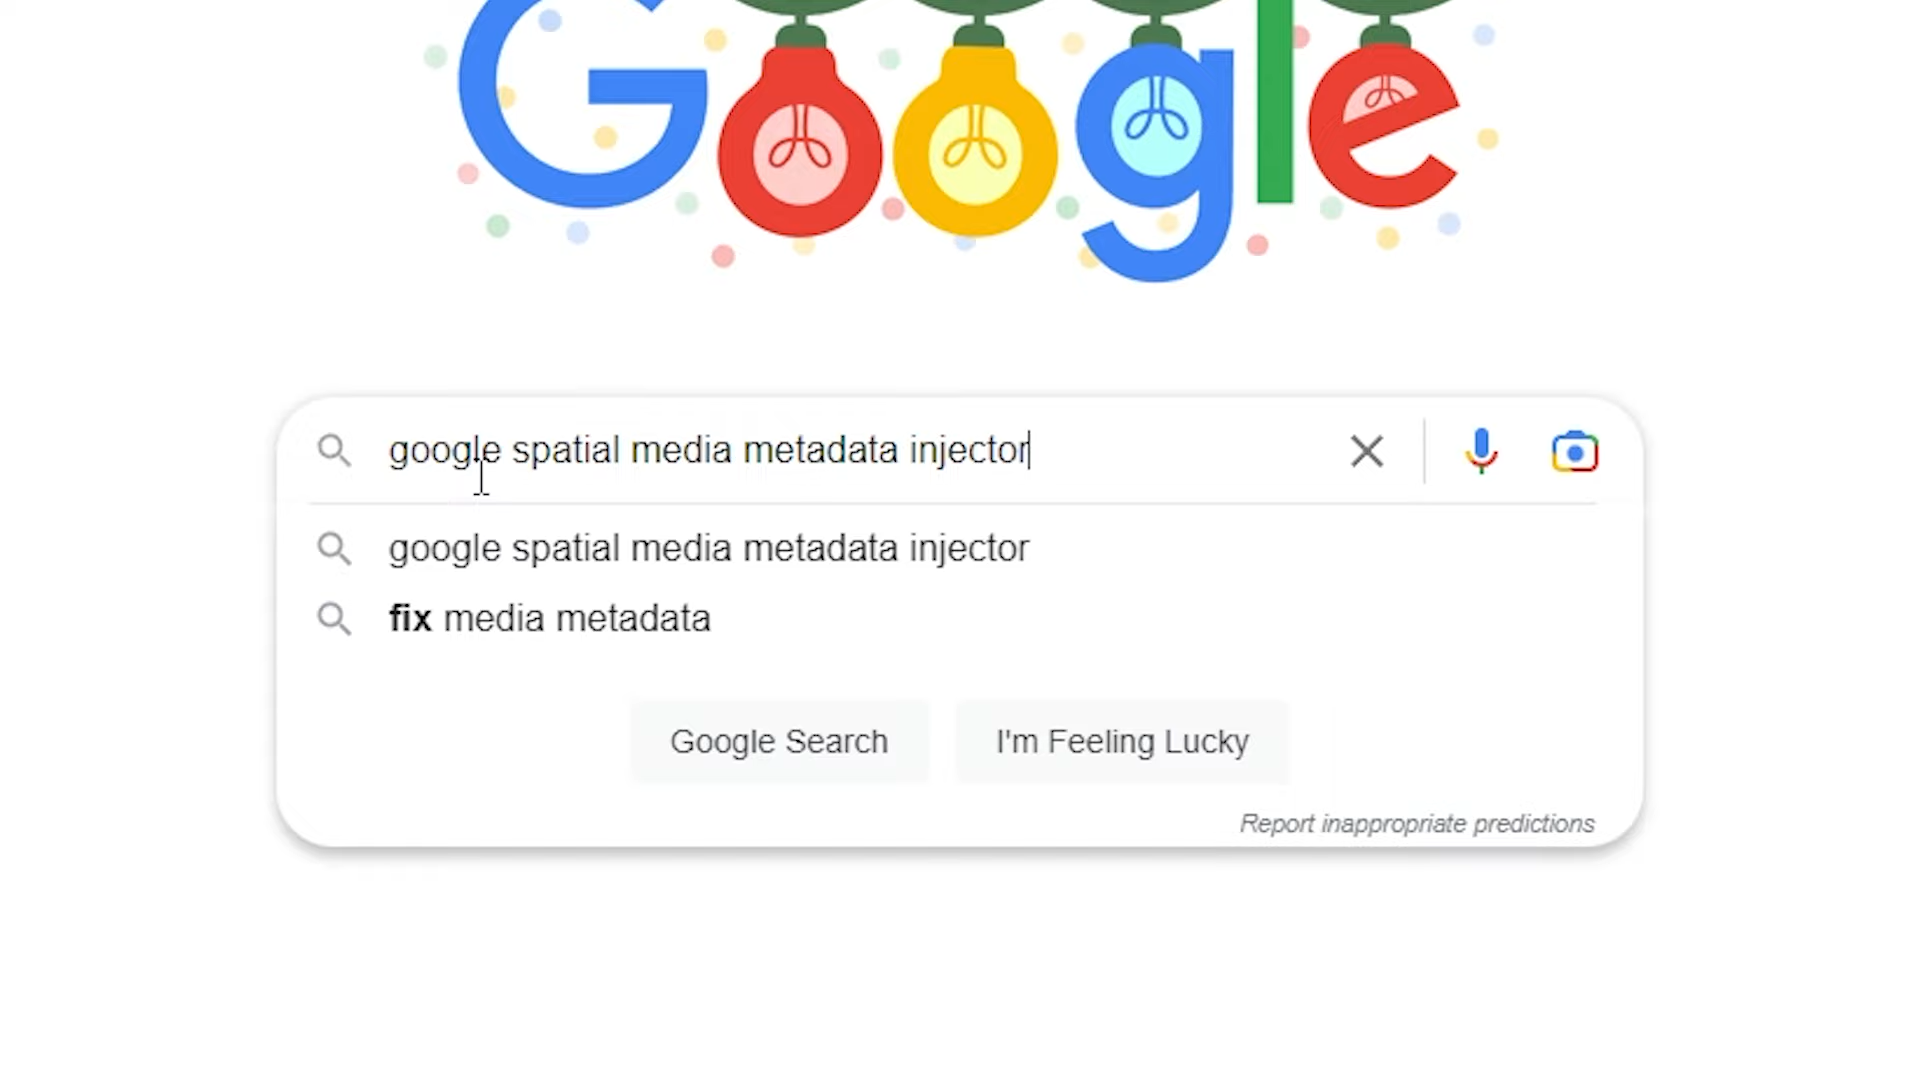 Google
google spatial media metadata injector
google spatial media metadata injector
fix media metadata
Google Search
I'm Feeling Lucky
Report inappropriate predictions